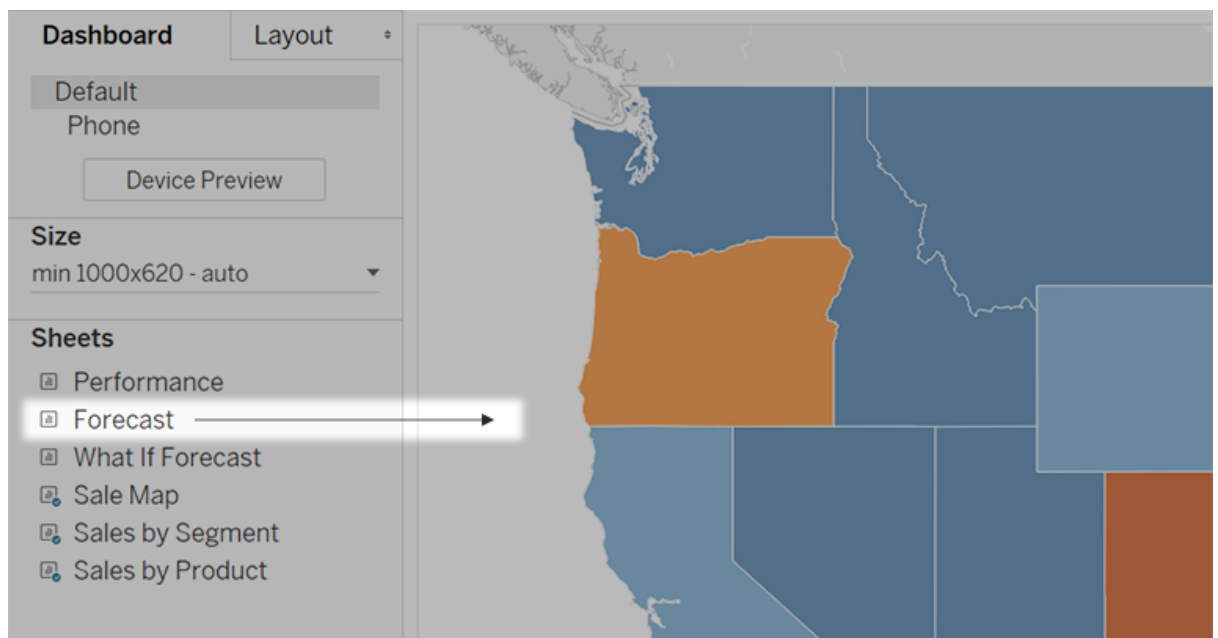 Dashboard Layout
Default
Phone
Device Preview
Size
min 1000x620 - auto
Sheets
Performance
Forecast
What If Forecast
Sale Map
Sales by Segment
Sales by Product